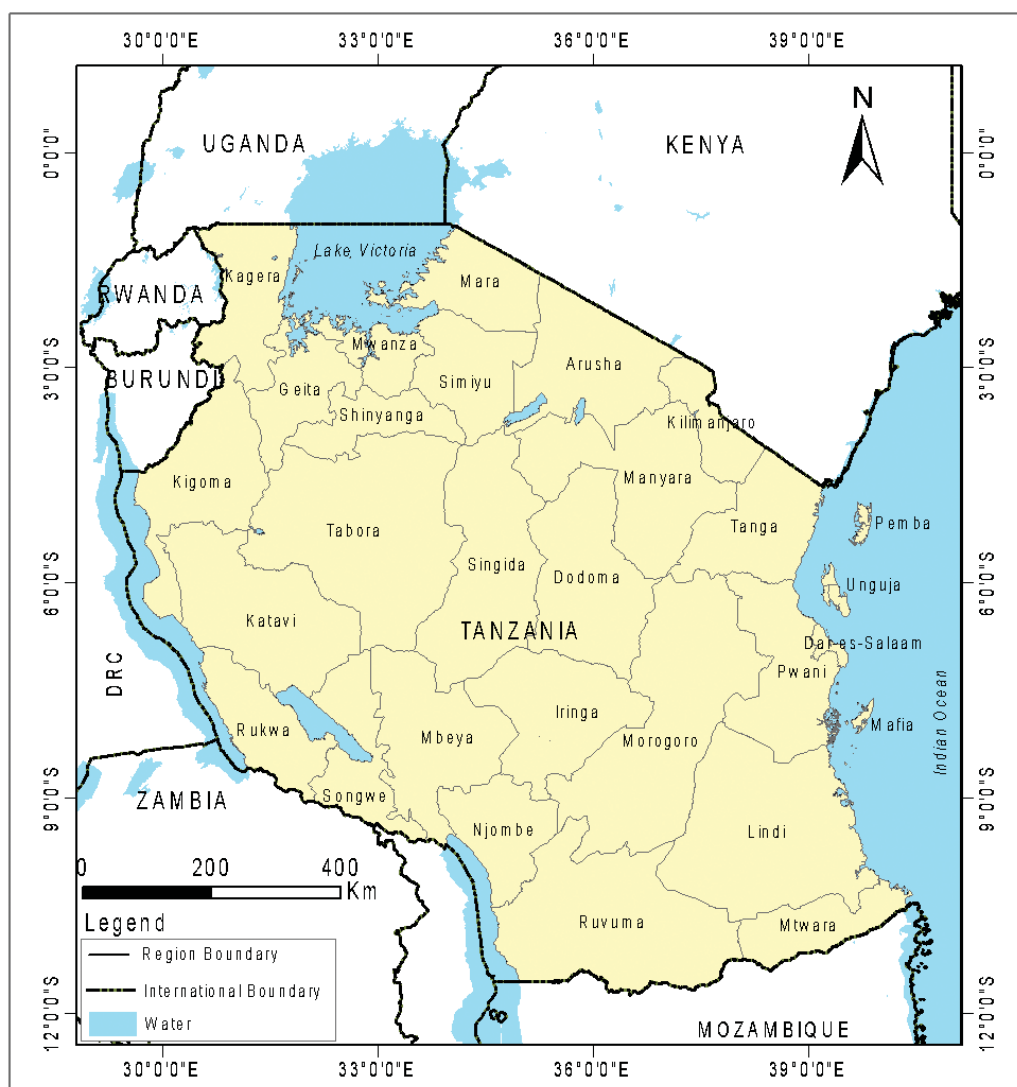 30°0'0"E 33°0'0"E 36°0'0"E 39°0'0"E
N
UGANDA
KENYA
0°0'0"
0°0'0"
Lake Victoria
Kagera
Mara
RWANDA
Mwanza
Arusha
3°0'0"S
3°0'0"S
BURUNDI
Geita
Simiyu
Shinyanga
Kilimanjaro
Kigoma
Manyara
Tabora
Tanga
Pemba
Singida
Dodoma
Unguja
6°0'0"S
6°0'0"S
Katavi
TANZANIA
Dar-es-Salaam
Pwani
DRC
Indian Ocean
Rukwa
Mbeya
Iringa
Morogoro
Mafia
ZAMBIA
Songwe
9°0'0"S
9°0'0"S
Njombe
Lindi
0 200 400
Km
Legend
Region Boundary
International Boundary
Water
Ruvuma
Mtwara
MOZAMBIQUE
12°0'0"S
12°0'0"S
30°0'0"E 33°0'0"E 36°0'0"E 39°0'0"E